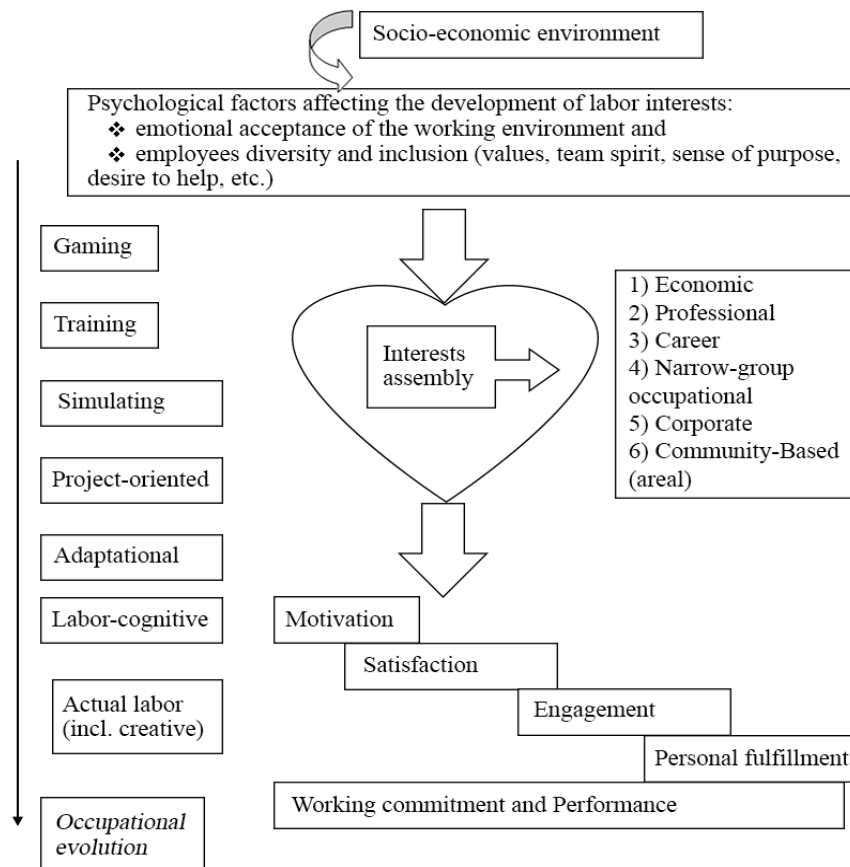 Socio-economic environment
Psychological factors affecting the development of labor interests:
❖ emotional acceptance of the working environment and
❖ employees diversity and inclusion (values, team spirit, sense of purpose,
desire to help, etc.)
Gaming
Training
Simulating
Project-oriented
Adaptational
Labor-cognitive
Actual labor
(incl. creative)
Occupational
evolution
Interests
assembly
1) Economic
2) Professional
3) Career
4) Narrow-group
occupational
5) Corporate
6) Community-Based
(areal)
Motivation
Satisfaction
Engagement
Personal fulfillment
Working commitment and Performance